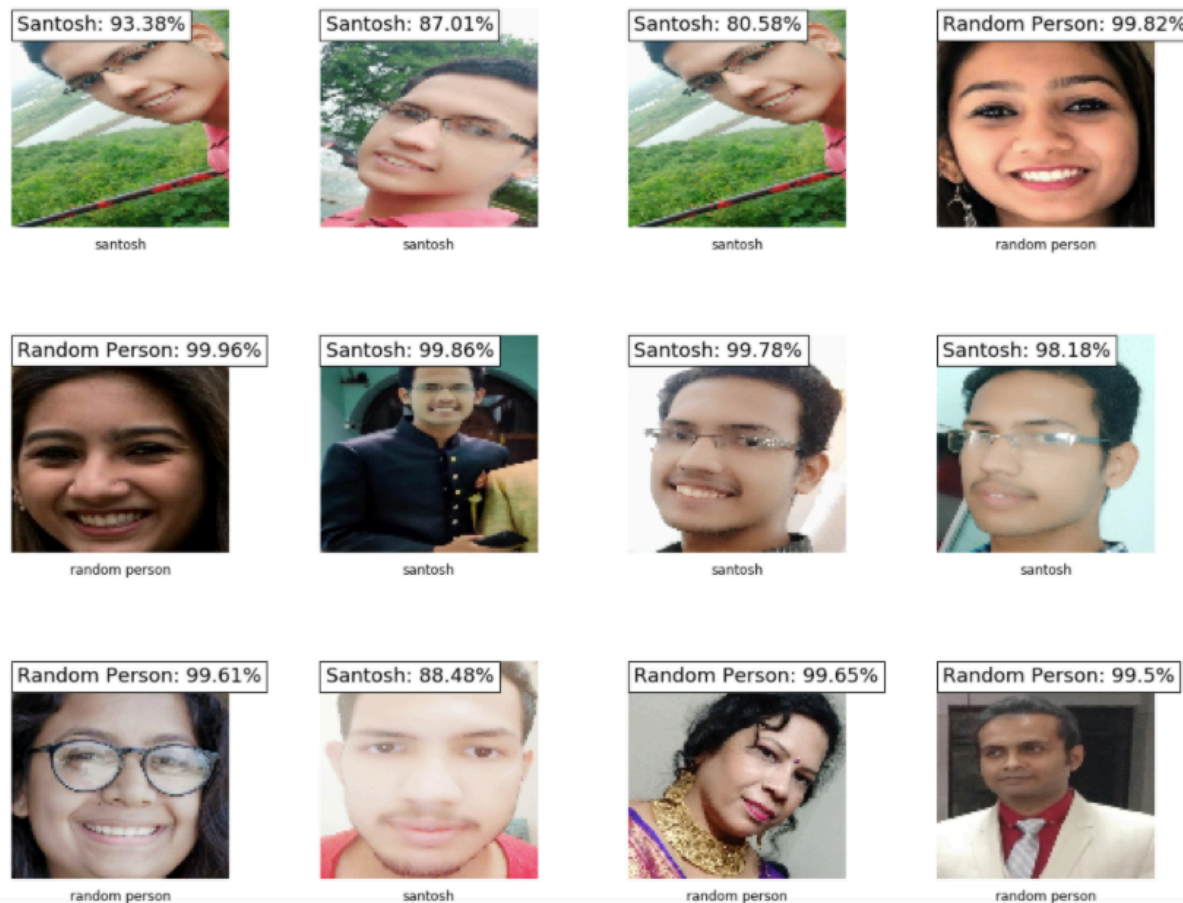 Santosh: 93.38%
Santosh: 87.01%
Santosh: 80.58%
Random Person: 99.82%
santosh
santosh
santosh
random person
Random Person: 99.96%
Santosh: 99.86%
Santosh: 99.78%
Santosh: 98.18%
random person
santosh
santosh
santosh
Random Person: 99.61%
Santosh: 88.48%
Random Person: 99.65%
Random Person: 99.5%
random person
santosh
random person
random person